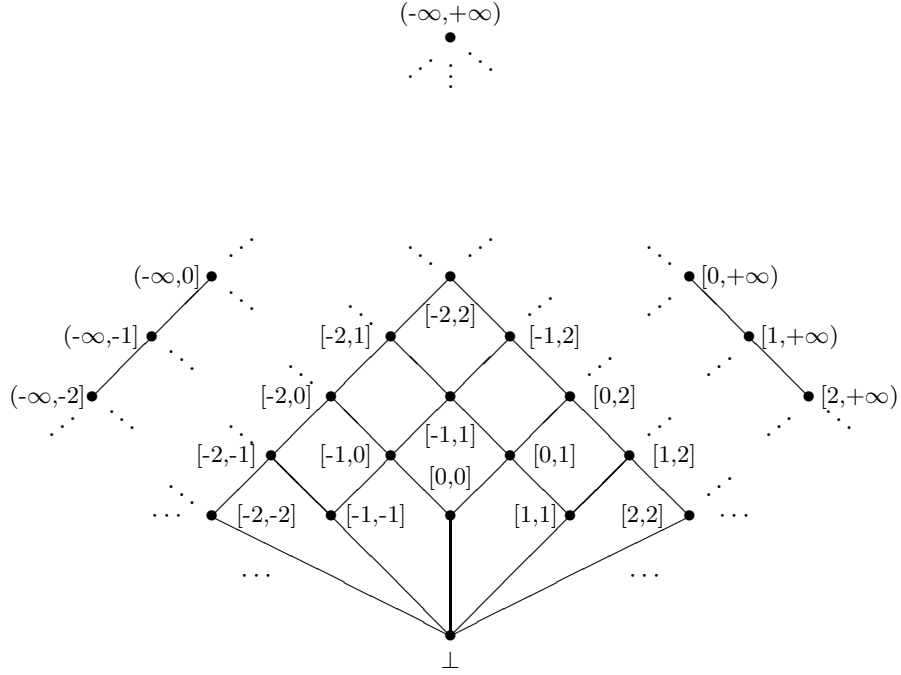 (-∞,+∞)
(-∞,0] [0,+∞)
[-2,2]
(-∞,-1] [-2,1] [-1,2] [1,+∞)
(-∞,-2] [-2,0] [0,2] [2,+∞)
[-1,1]
[-2,-1] [-1,0] [0,1] [1,2]
[0,0]
[-2,-2] [-1,-1] [1,1] [2,2]
⊥